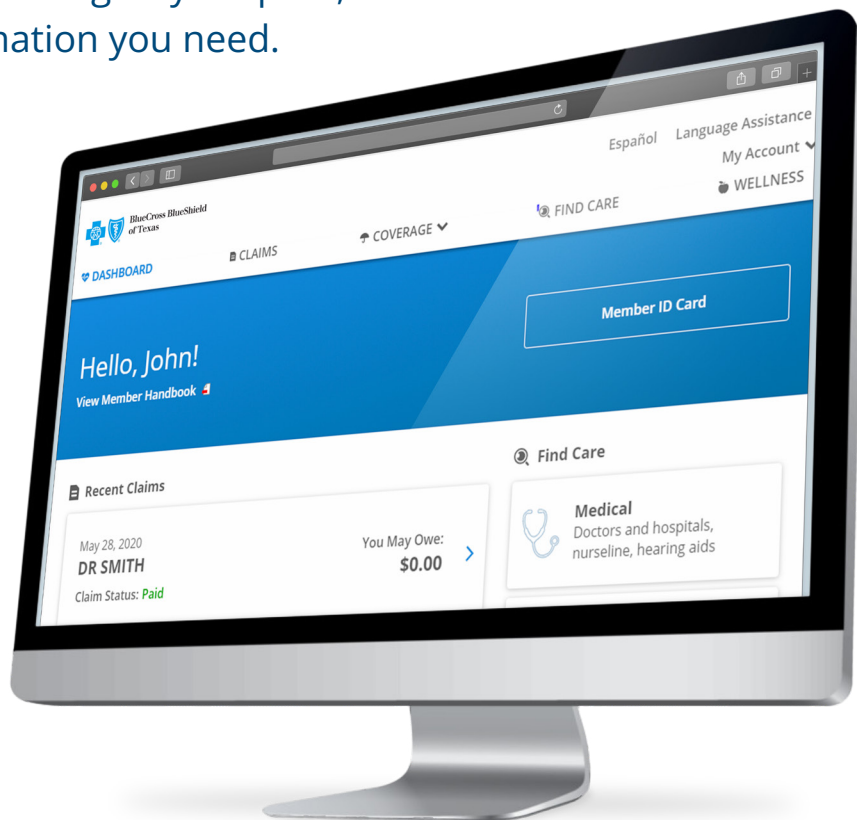 mation you need.
Español Language Assistance
My Account
BlueCross BlueShield
of Texas
DASHBOARD
CLAIMS
COVERAGE
FIND CARE
WELLNESS
Hello, John!
View Member Handbook
Member ID Card
Recent Claims
May 28, 2020
DR SMITH
Claim Status: Paid
You May Owe:
$0.00
Find Care
Medical
Doctors and hospitals,
nurseline, hearing aids